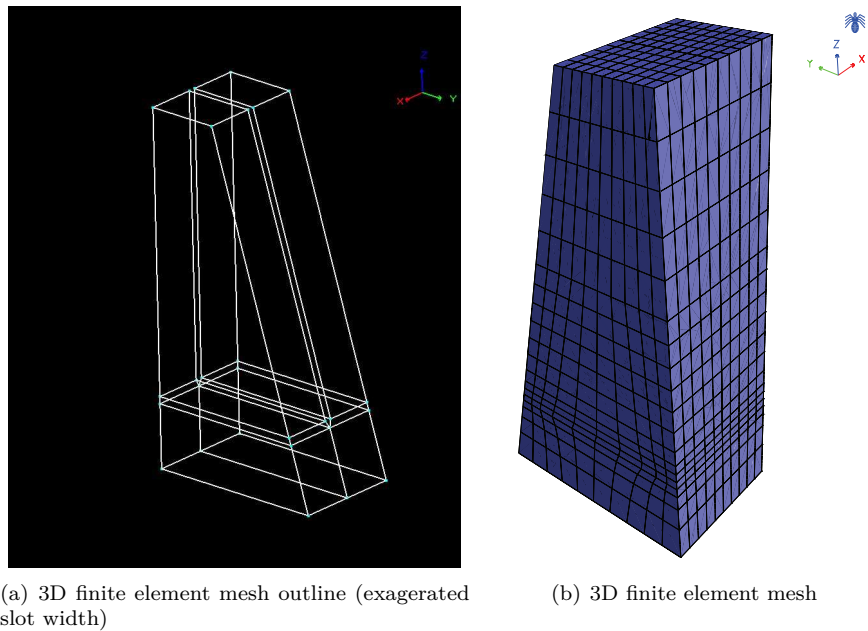 Z
X
Y
Z
Y
X
(a) 3D finite element mesh outline (exagerated
slot width)
(b) 3D finite element mesh